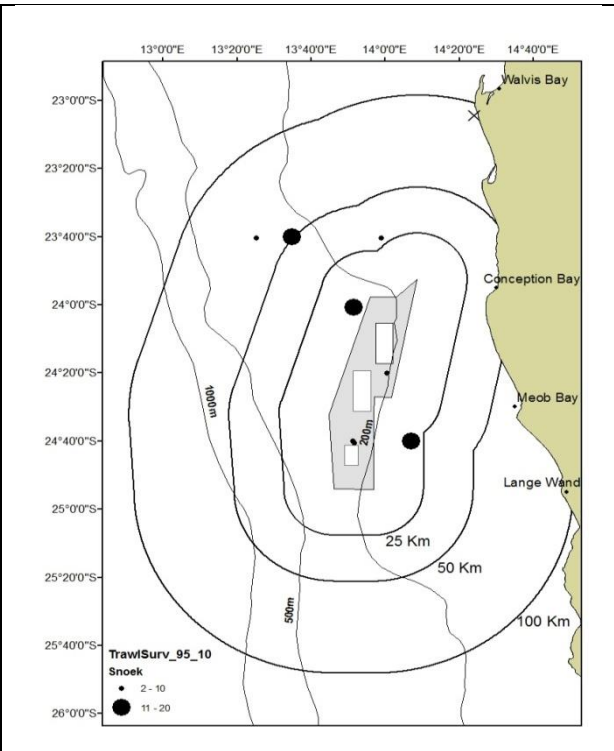 13°0'0"E 13°20'0"E 13°40'0"E 14°0'0"E 14°20'0"E 14°40'0"E
Walvis Bay
23°0'0"S
23°20'0"S
23°40'0"S
Conception Bay
24°0'0"S
24°20'0"S
1000m
Meob Bay
200m
24°40'0"S
Lange Wand
25°0'0"S
25 Km
50 Km
25°20'0"S
500m
100 Km
25°40'0"S
TrawlSurv_95_10
Snoek
2 - 10
11 - 20
26°0'0"S